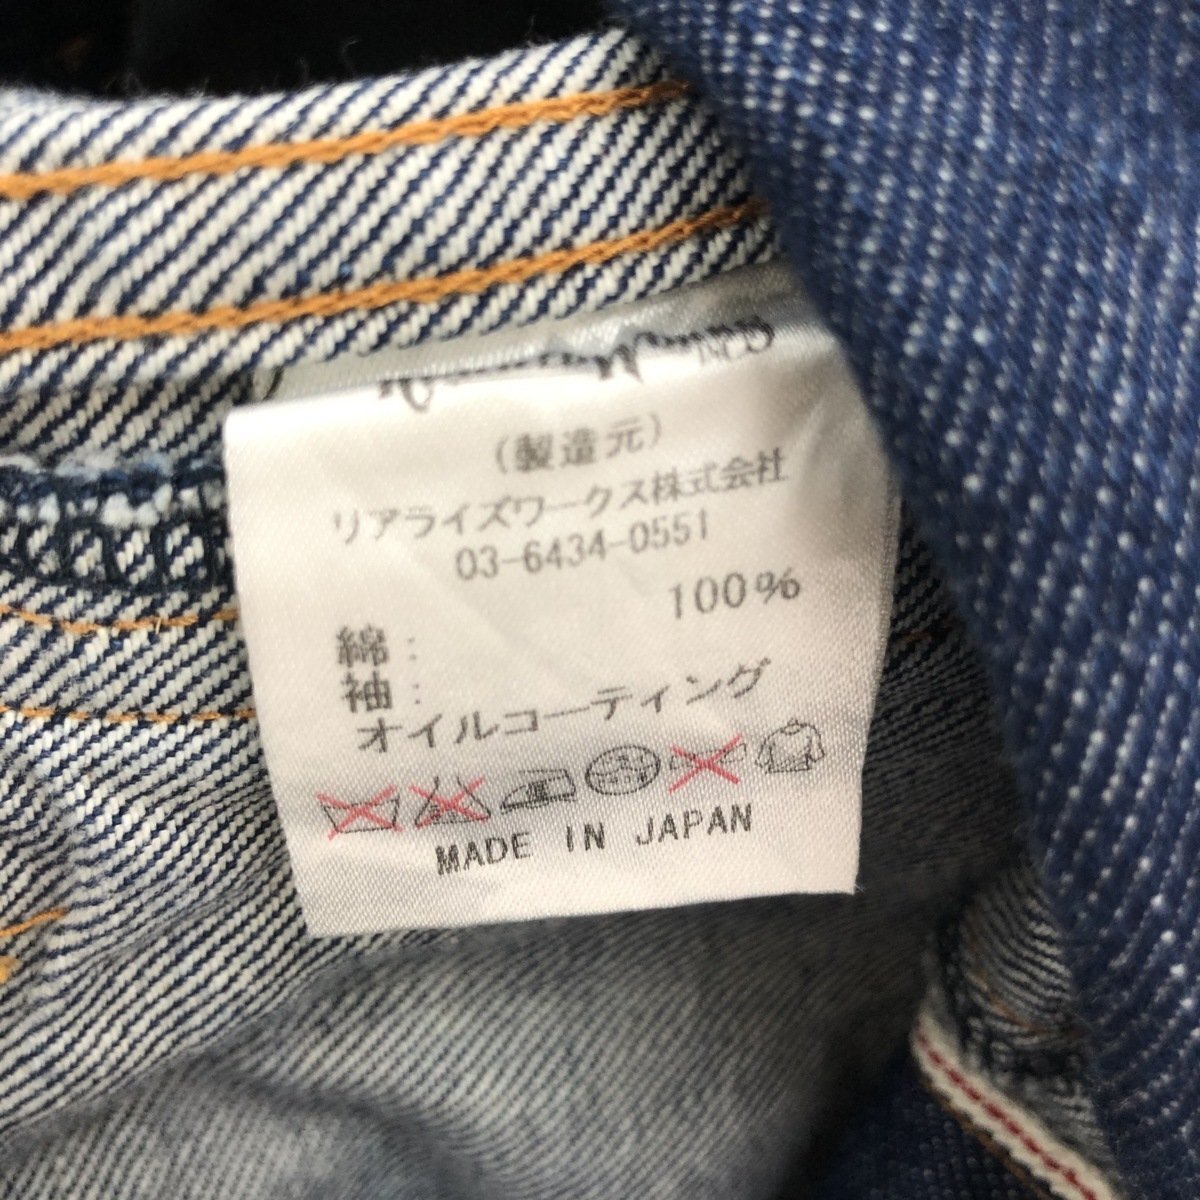 (製造元)
リアライズワークス株式会社
03-6434-0551
100%
綿:
袖:
オイルコーティング
MADE IN JAPAN